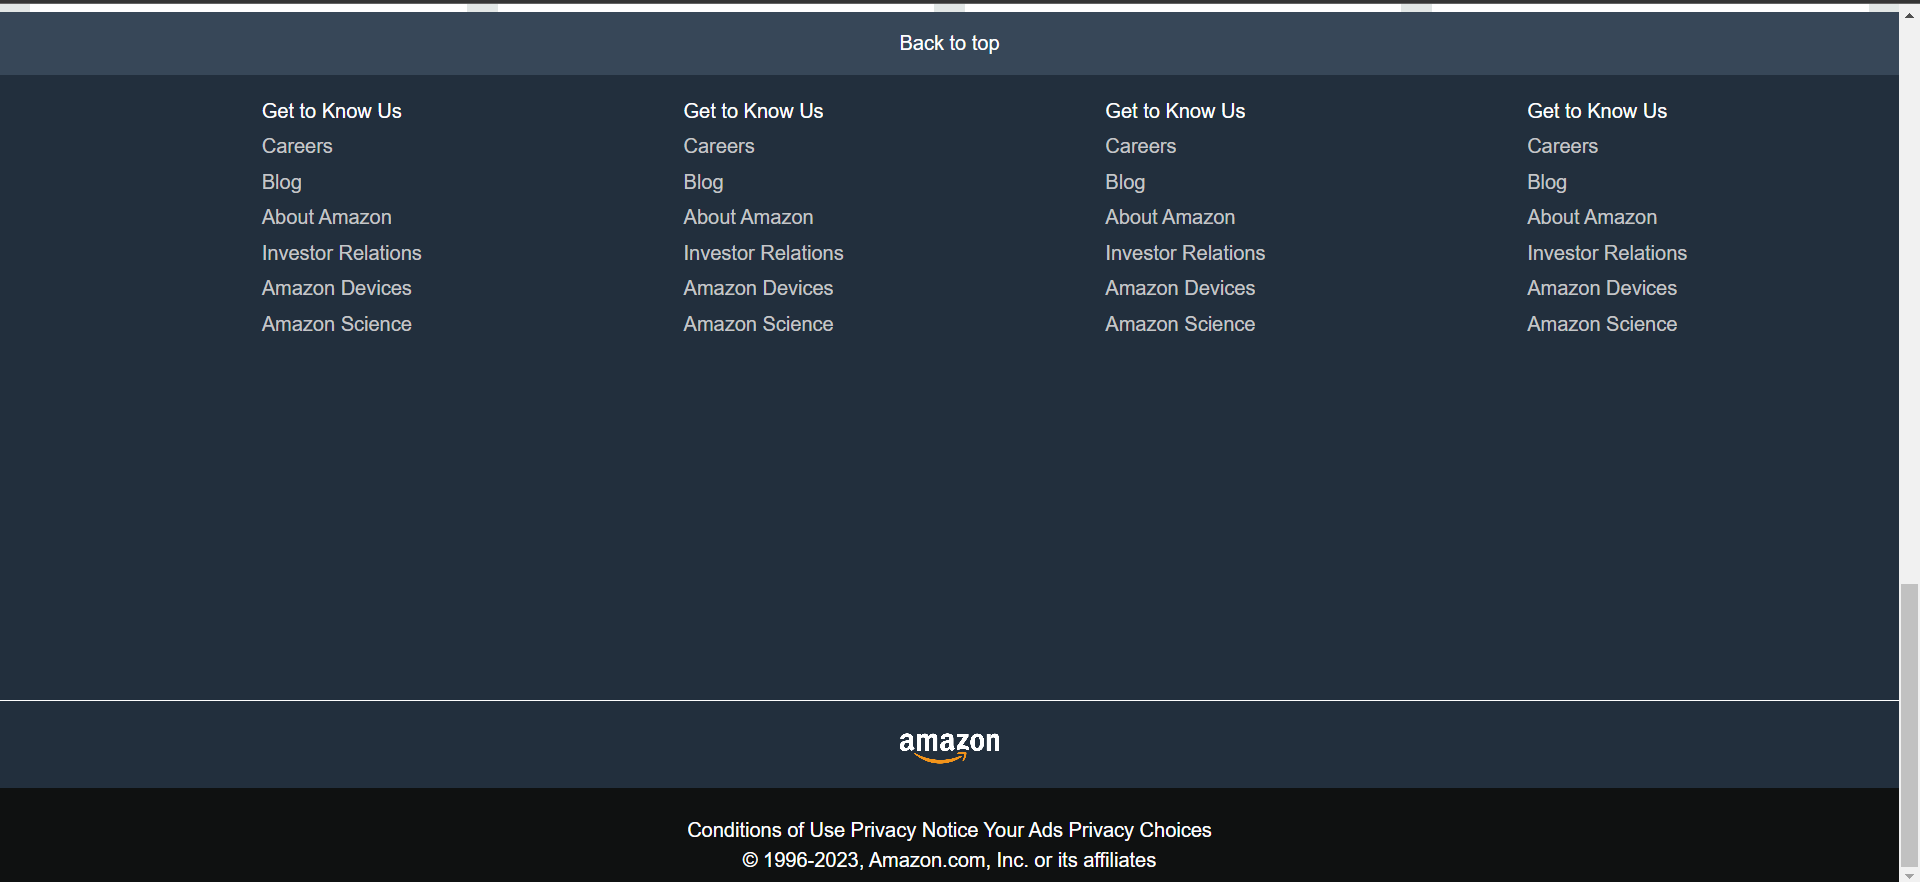 Back to top
Get to Know Us
Careers
Blog
About Amazon
Investor Relations
Amazon Devices
Amazon Science
Get to Know Us
Careers
Blog
About Amazon
Investor Relations
Amazon Devices
Amazon Science
Get to Know Us
Careers
Blog
About Amazon
Investor Relations
Amazon Devices
Amazon Science
Get to Know Us
Careers
Blog
About Amazon
Investor Relations
Amazon Devices
Amazon Science
amazon
Conditions of Use Privacy Notice Your Ads Privacy Choices
© 1996-2023, Amazon.com, Inc. or its affiliates